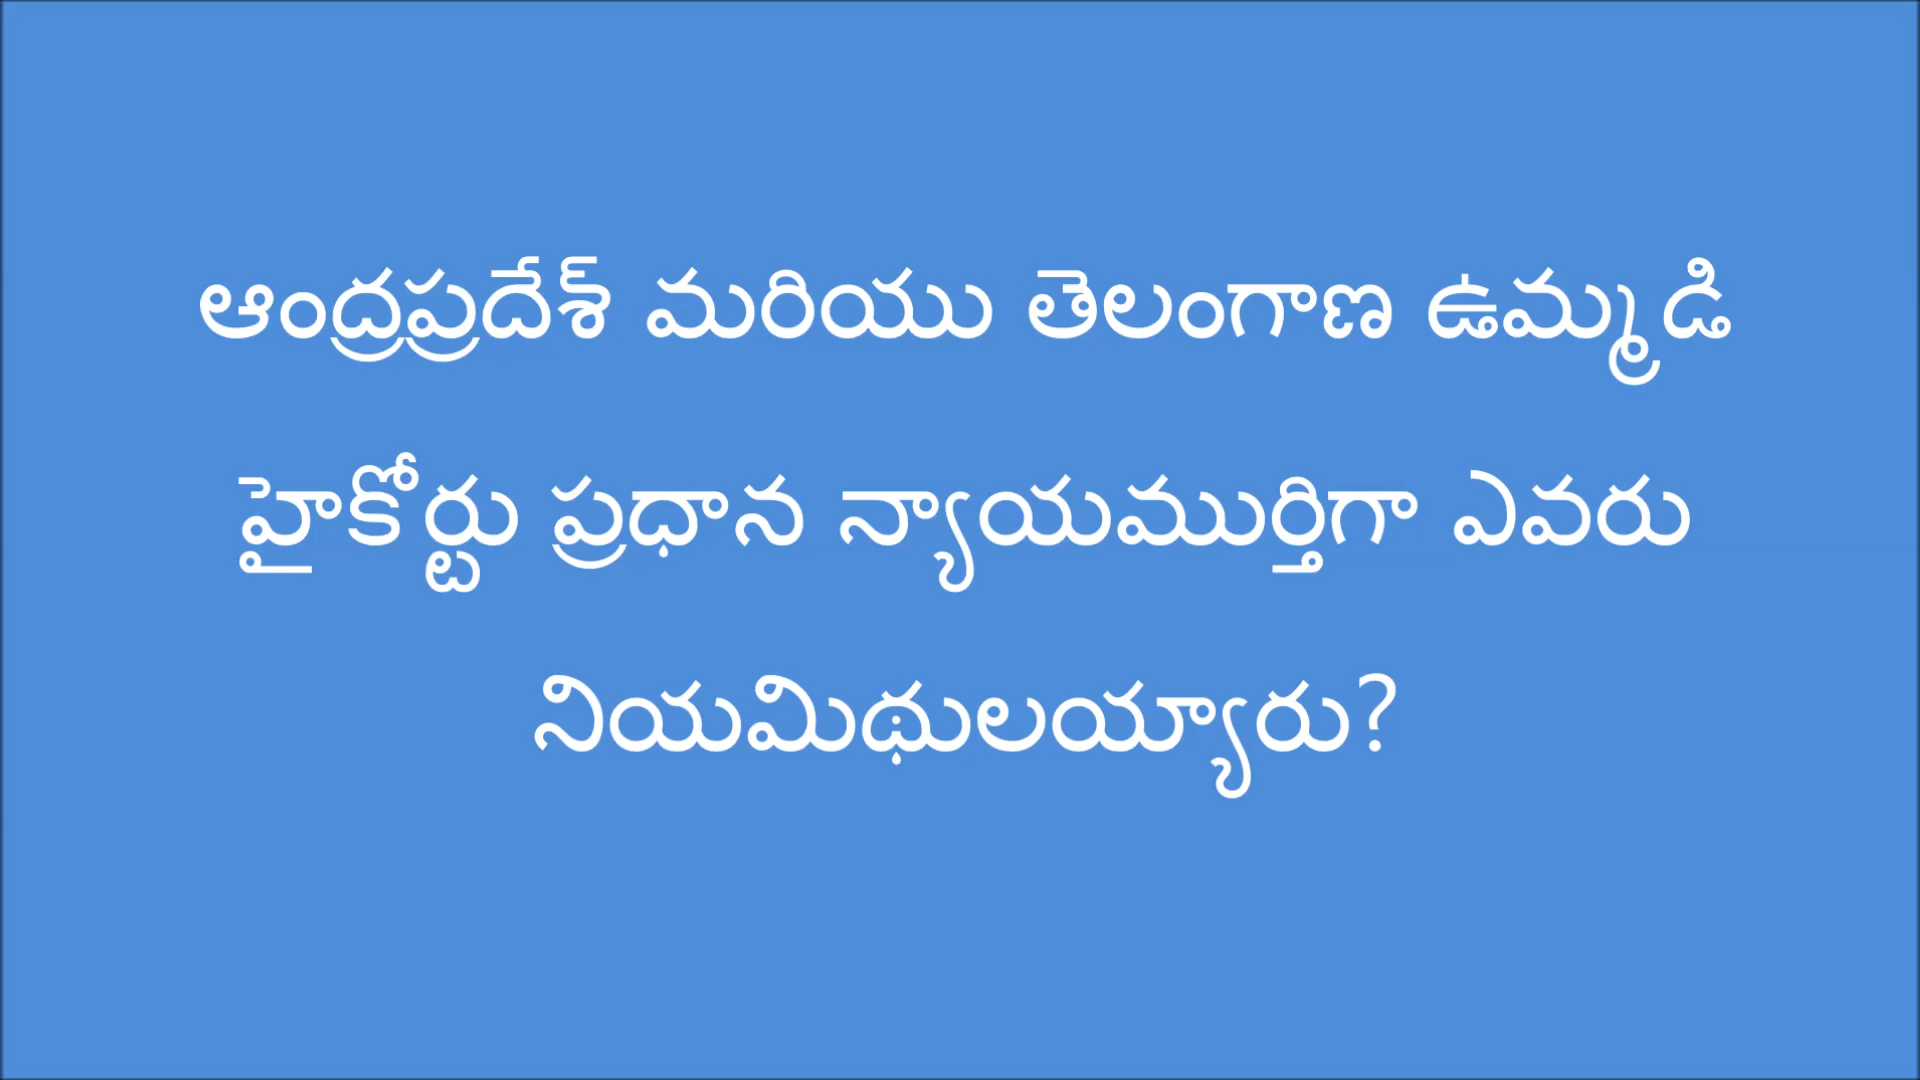 ఆంద్రప్రదేశ్ మరియు తెలంగాణ ఉమ్మడి
హైకోర్టు ప్రధాన న్యాయముర్తిగా ఎవరు
నియమిథులయ్యారు?